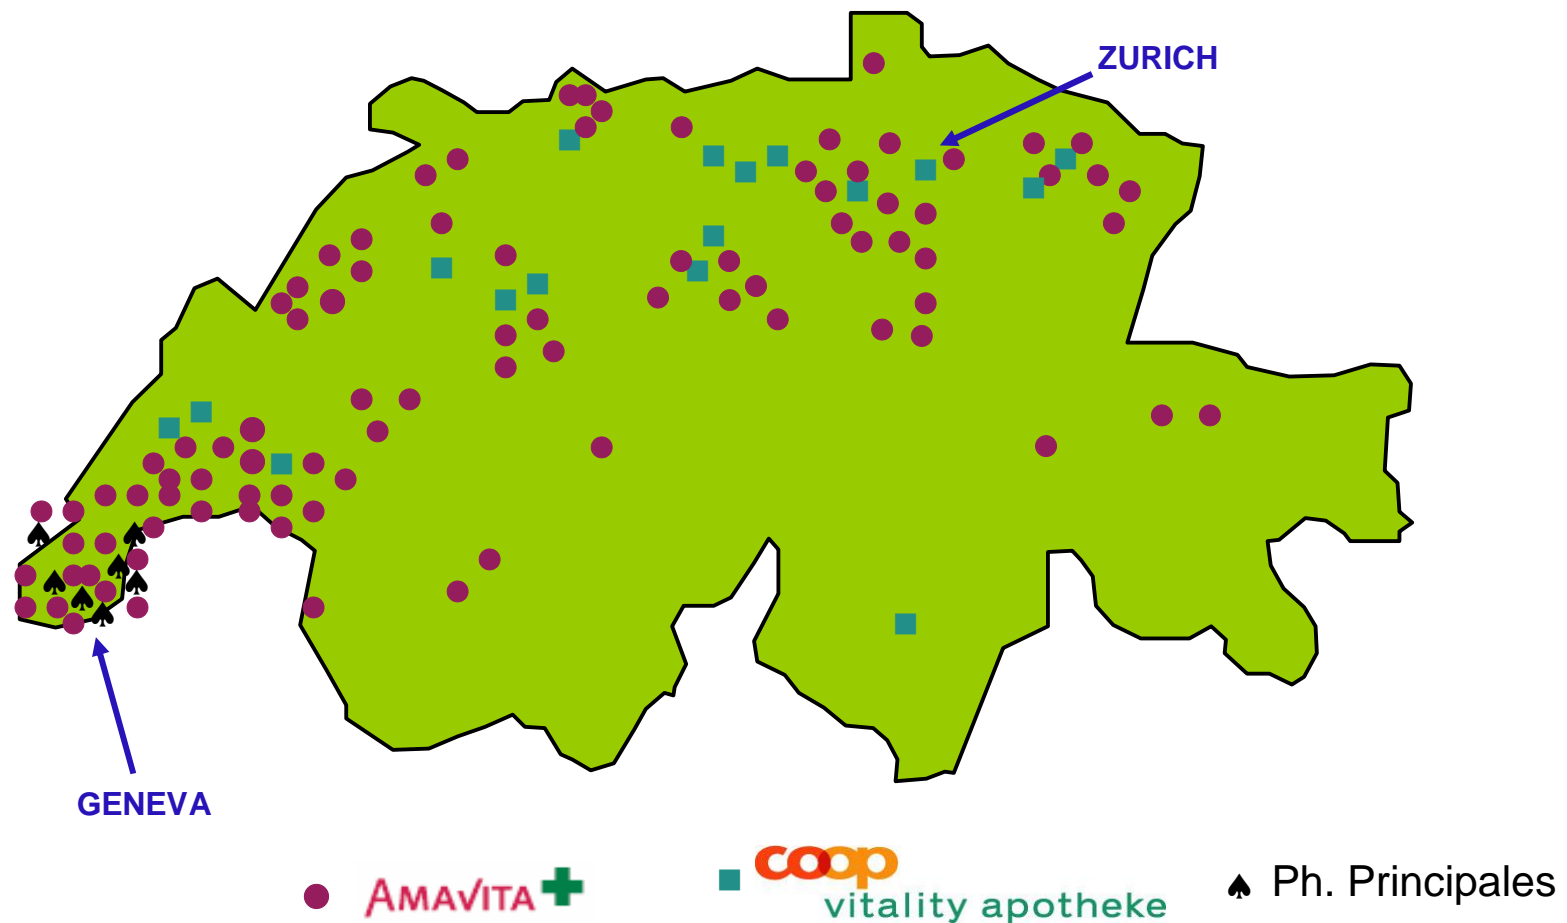 ZURICH
GENEVA
AMAVITA
coop
vitality apotheke
Ph. Principales